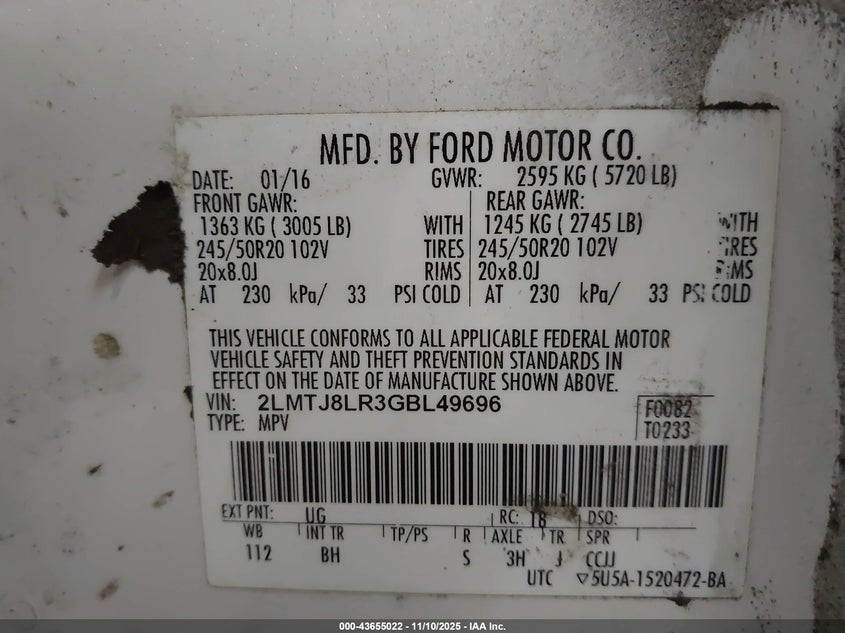 MFD. BY FORD MOTOR CO.
DATE: 01/16 GVWR: 2595 KG ( 5720 LB)
FRONT GAWR: REAR GAWR:
1363 KG ( 3005 LB) WITH 1245 KG ( 2745 LB) WITH
245/50R20 102V TIRES 245/50R20 102V TIRES
20x8.0J RIMS 20x8.0J RIMS
AT 230 kPa/ 33 PSI COLD AT 230 kPa/ 33 PSI COLD
THIS VEHICLE CONFORMS TO ALL APPLICABLE FEDERAL MOTOR
VEHICLE SAFETY AND THEFT PREVENTION STANDARDS IN
EFFECT ON THE DATE OF MANUFACTURE SHOWN ABOVE.
VIN: 2LMTJ8LR3GBL49696 F0082
TYPE: MPV T0233
EXT PNT: UG RC: 18 DSO:
WB INT TR TP/PS R AXLE TR SPR
112 BH S 3H J CCJJ
UTC ▽5U5A-1520472-BA
000-43655022 - 11/10/2025 - IAA Inc.